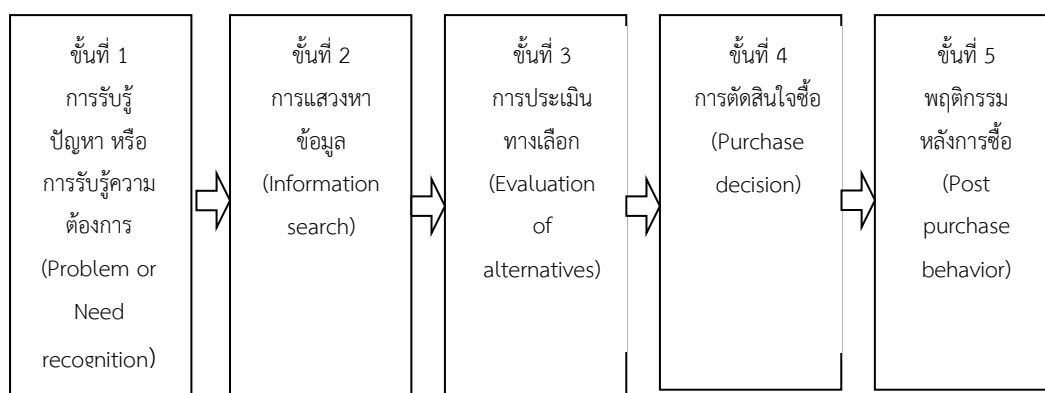 ขั้นที่ 1
การรับรู้
ปัญหา หรือ
การรับรู้ความ
ต้องการ
(Problem or
Need
recognition)
ขั้นที่ 2
การแสวงหา
ข้อมูล
(Information
search)
ขั้นที่ 3
การประเมิน
ทางเลือก
(Evaluation
of
alternatives)
ขั้นที่ 4
การตัดสินใจซื้อ
(Purchase
decision)
ขั้นที่ 5
พฤติกรรม
หลังการซื้อ
(Post
purchase
behavior)